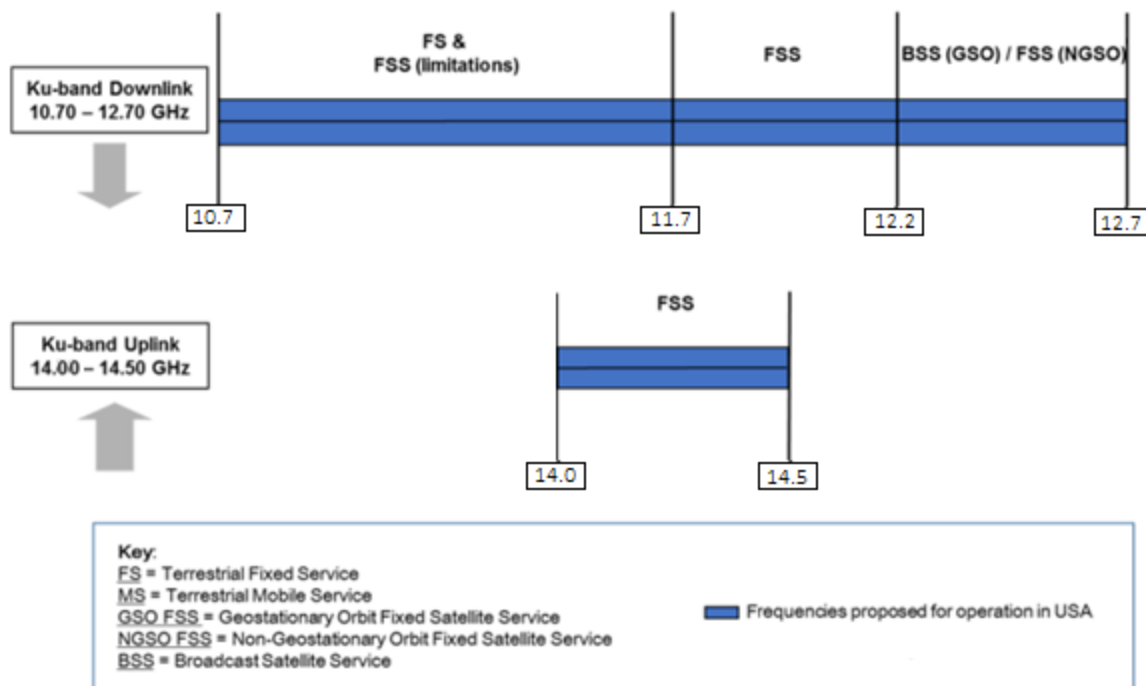 FS &
FSS (limitations)
FSS
BSS (GSO) / FSS (NGSO)
Ku-band Downlink
10.70 – 12.70 GHz
10.7
11.7
12.2
12.7
FSS
Ku-band Uplink
14.00 – 14.50 GHz
14.0
14.5
Key:
FS = Terrestrial Fixed Service
MS = Terrestrial Mobile Service
GSO FSS = Geostationary Orbit Fixed Satellite Service
NGSO FSS = Non-Geostationary Orbit Fixed Satellite Service
BSS = Broadcast Satellite Service
Frequencies proposed for operation in USA